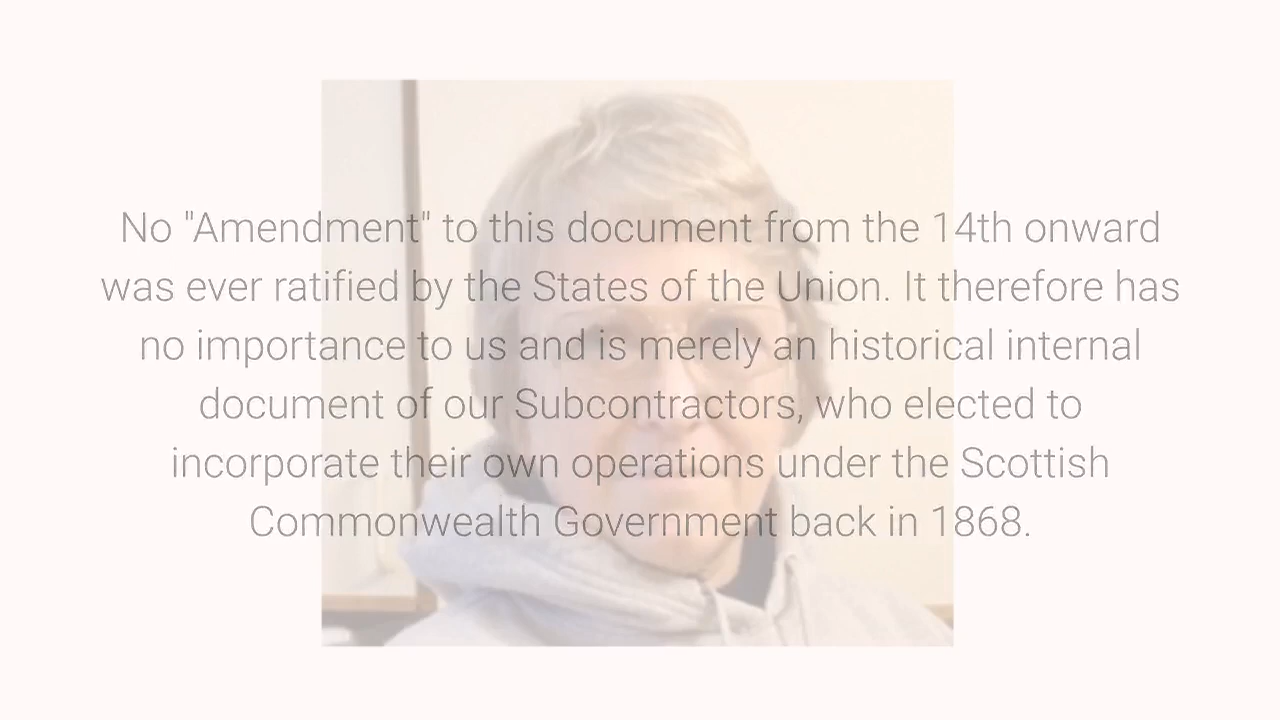 No "Amendment" to this document from the 14th onward
was ever ratified by the States of the Union. It therefore has
no importance to us and is merely an historical internal
document of our Subcontractors, who elected to
incorporate their own operations under the Scottish
Commonwealth Government back in 1868.